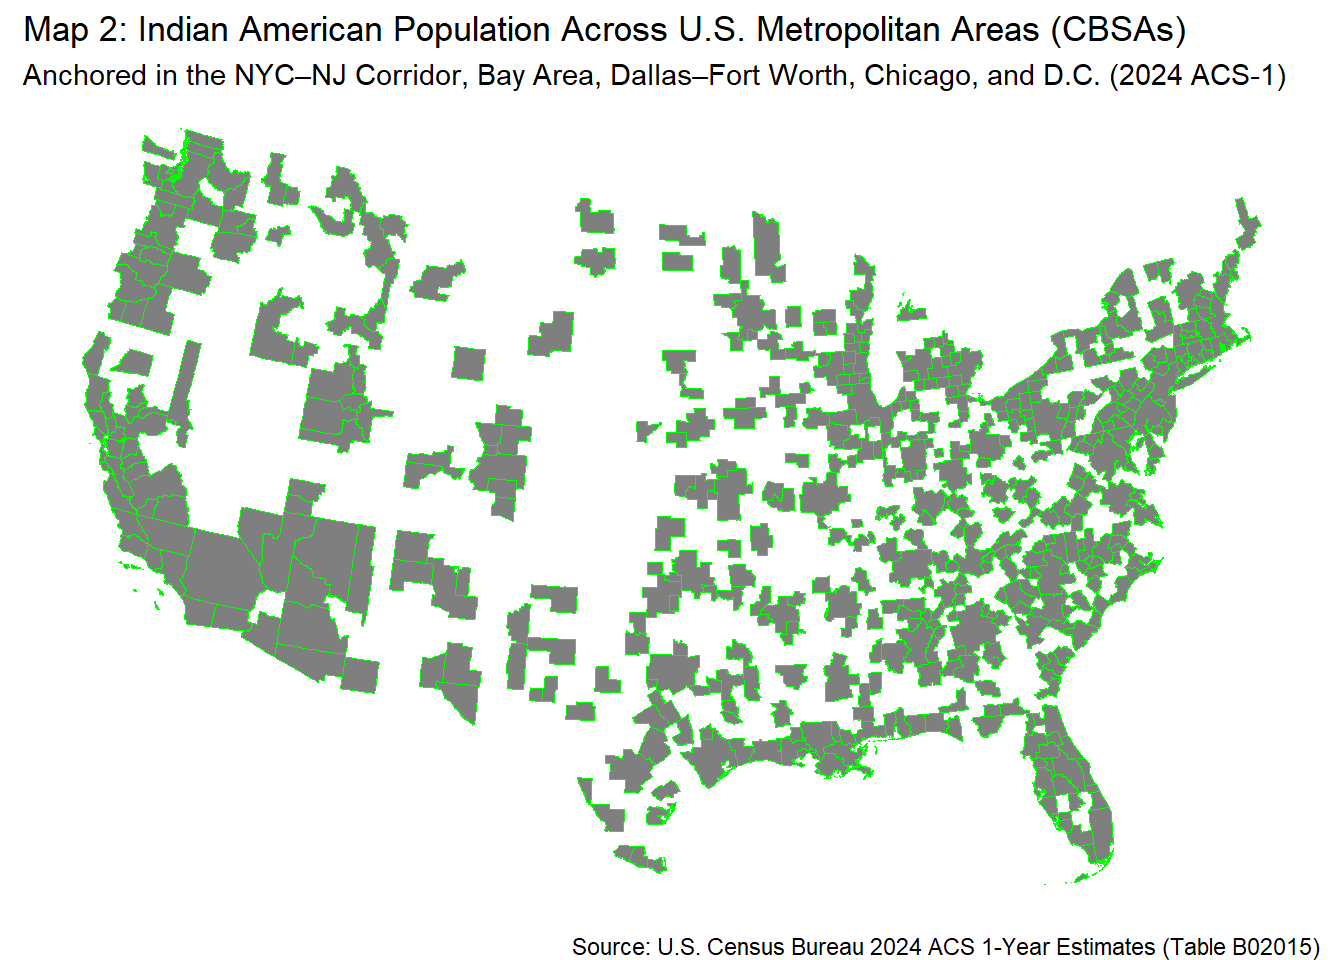 Map 2: Indian American Population Across U.S. Metropolitan Areas (CBSAs)
Anchored in the NYC–NJ Corridor, Bay Area, Dallas–Fort Worth, Chicago, and D.C. (2024 ACS-1)
Source: U.S. Census Bureau 2024 ACS 1-Year Estimates (Table B02015)